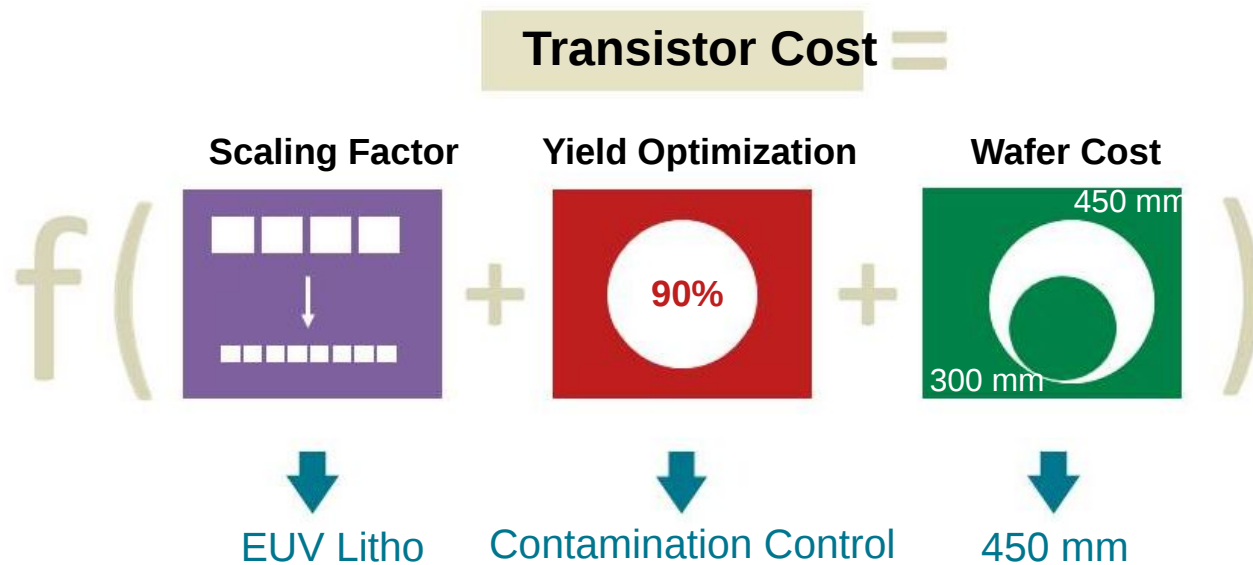 Transistor Cost =
Scaling Factor
Yield Optimization
Wafer Cost
f(
+
90%
+
450 mm
300 mm
)
EUV Litho
Contamination Control
450 mm